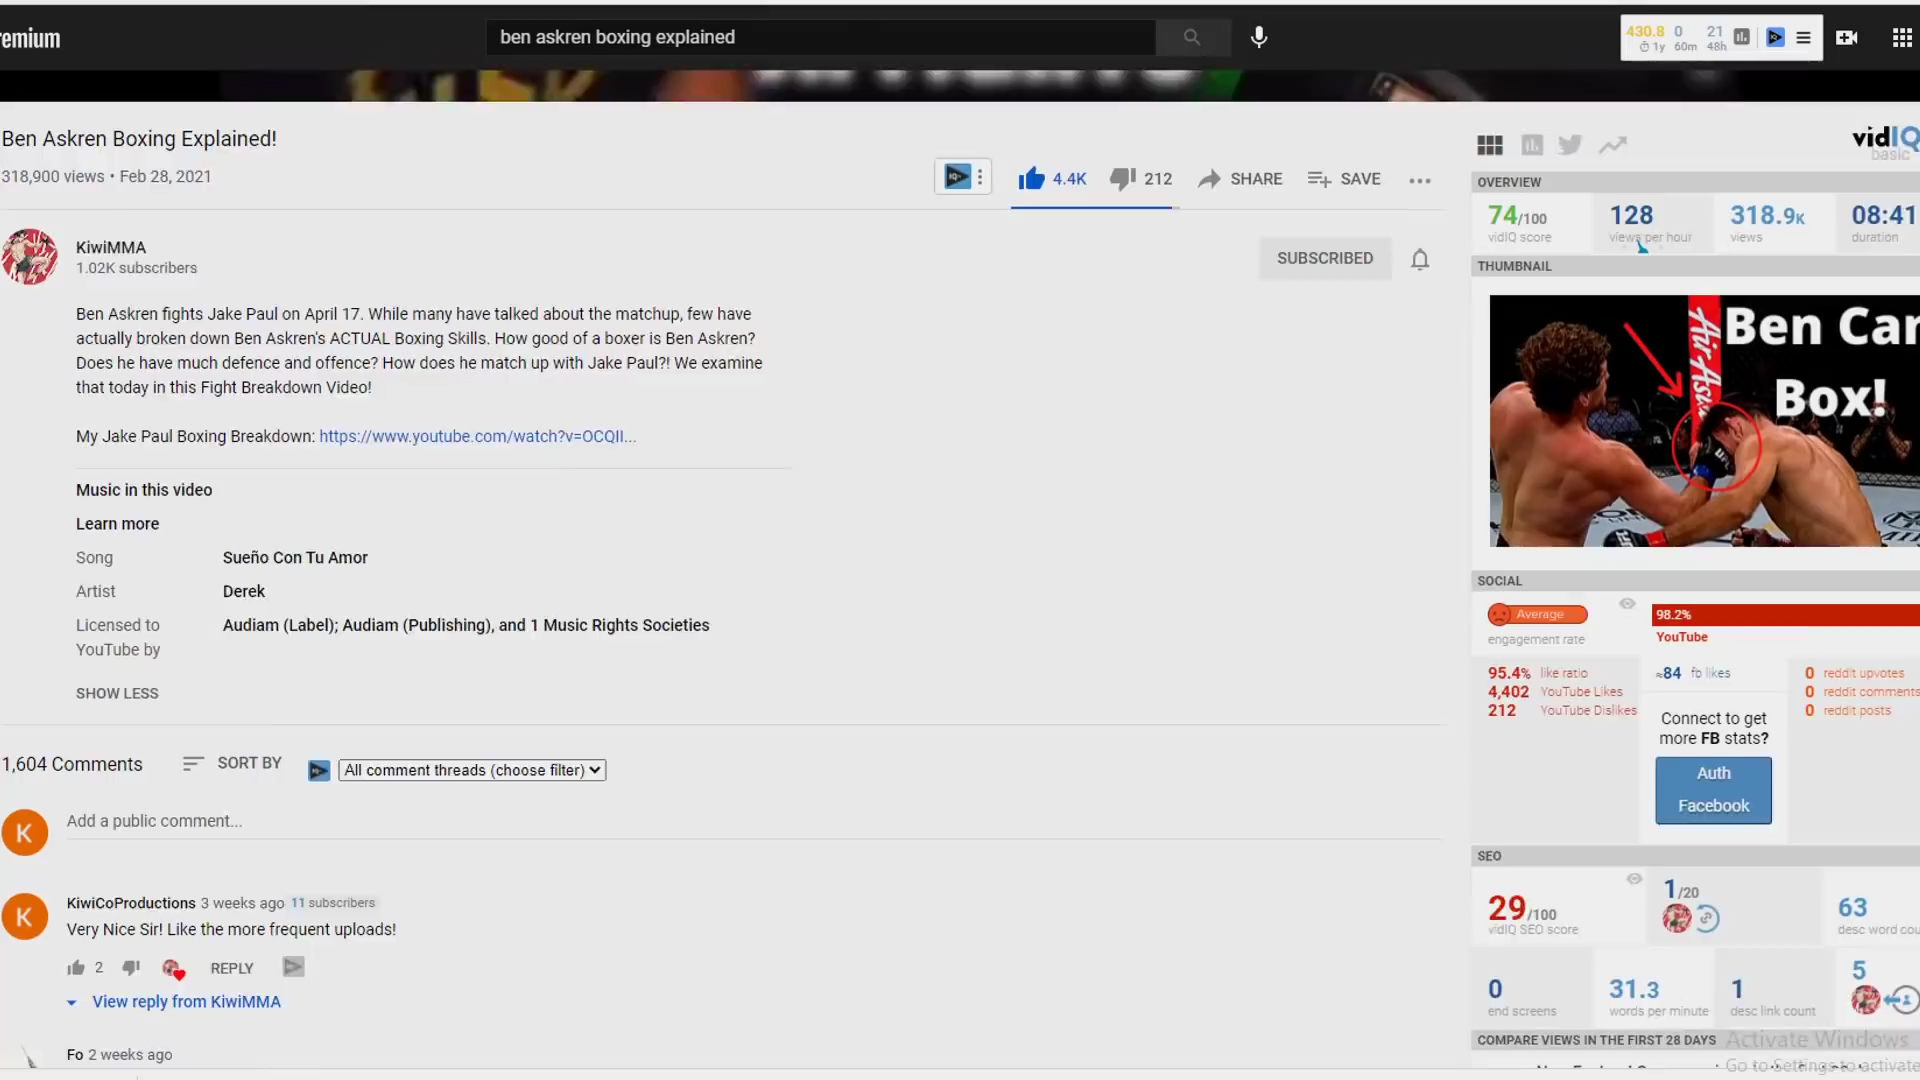 emium
ben askren boxing explained
430.8 0 21
1y 60m 48h
Ben Askren Boxing Explained!
318,900 views • Feb 28, 2021
4.4K 212 SHARE SAVE
KiwiMMA
1.02K subscribers
SUBSCRIBED
Ben Askren fights Jake Paul on April 17. While many have talked about the matchup, few have
actually broken down Ben Askren's ACTUAL Boxing Skills. How good of a boxer is Ben Askren?
Does he have much defence and offence? How does he match up with Jake Paul?! We examine
that today in this Fight Breakdown Video!
My Jake Paul Boxing Breakdown: https://www.youtube.com/watch?v=OCQII...
Music in this video
Learn more
Song Sueño Con Tu Amor
Artist Derek
Licensed to Audiam (Label); Audiam (Publishing), and 1 Music Rights Societies
YouTube by
SHOW LESS
1,604 Comments SORT BY All comment threads (choose filter)
K Add a public comment...
K
KiwiCoProductions 3 weeks ago 11 subscribers
Very Nice Sir! Like the more frequent uploads!
2 REPLY
View reply from KiwiMMA
Fo 2 weeks ago
vidIQ
basic
OVERVIEW
74/100 128 318.9K 08:41
vidIQ score views per hour views duration
THUMBNAIL
AirAsia
Ben Can
Box!
UFC
SOCIAL
Average
engagement rate
98.2%
YouTube
95.4% like ratio
4,402 YouTube Likes
212 YouTube Dislikes
≈84 fb likes
Connect to get
more FB stats?
Auth
Facebook
0 reddit upvotes
0 reddit comments
0 reddit posts
SEO
29/100
vidIQ SEO score
1/20
63
desc word cou
0
end screens
31.3
words per minute
1
desc link count
5
COMPARE VIEWS IN THE FIRST 28 DAYS
Activate Windows
Go to Settings to activate